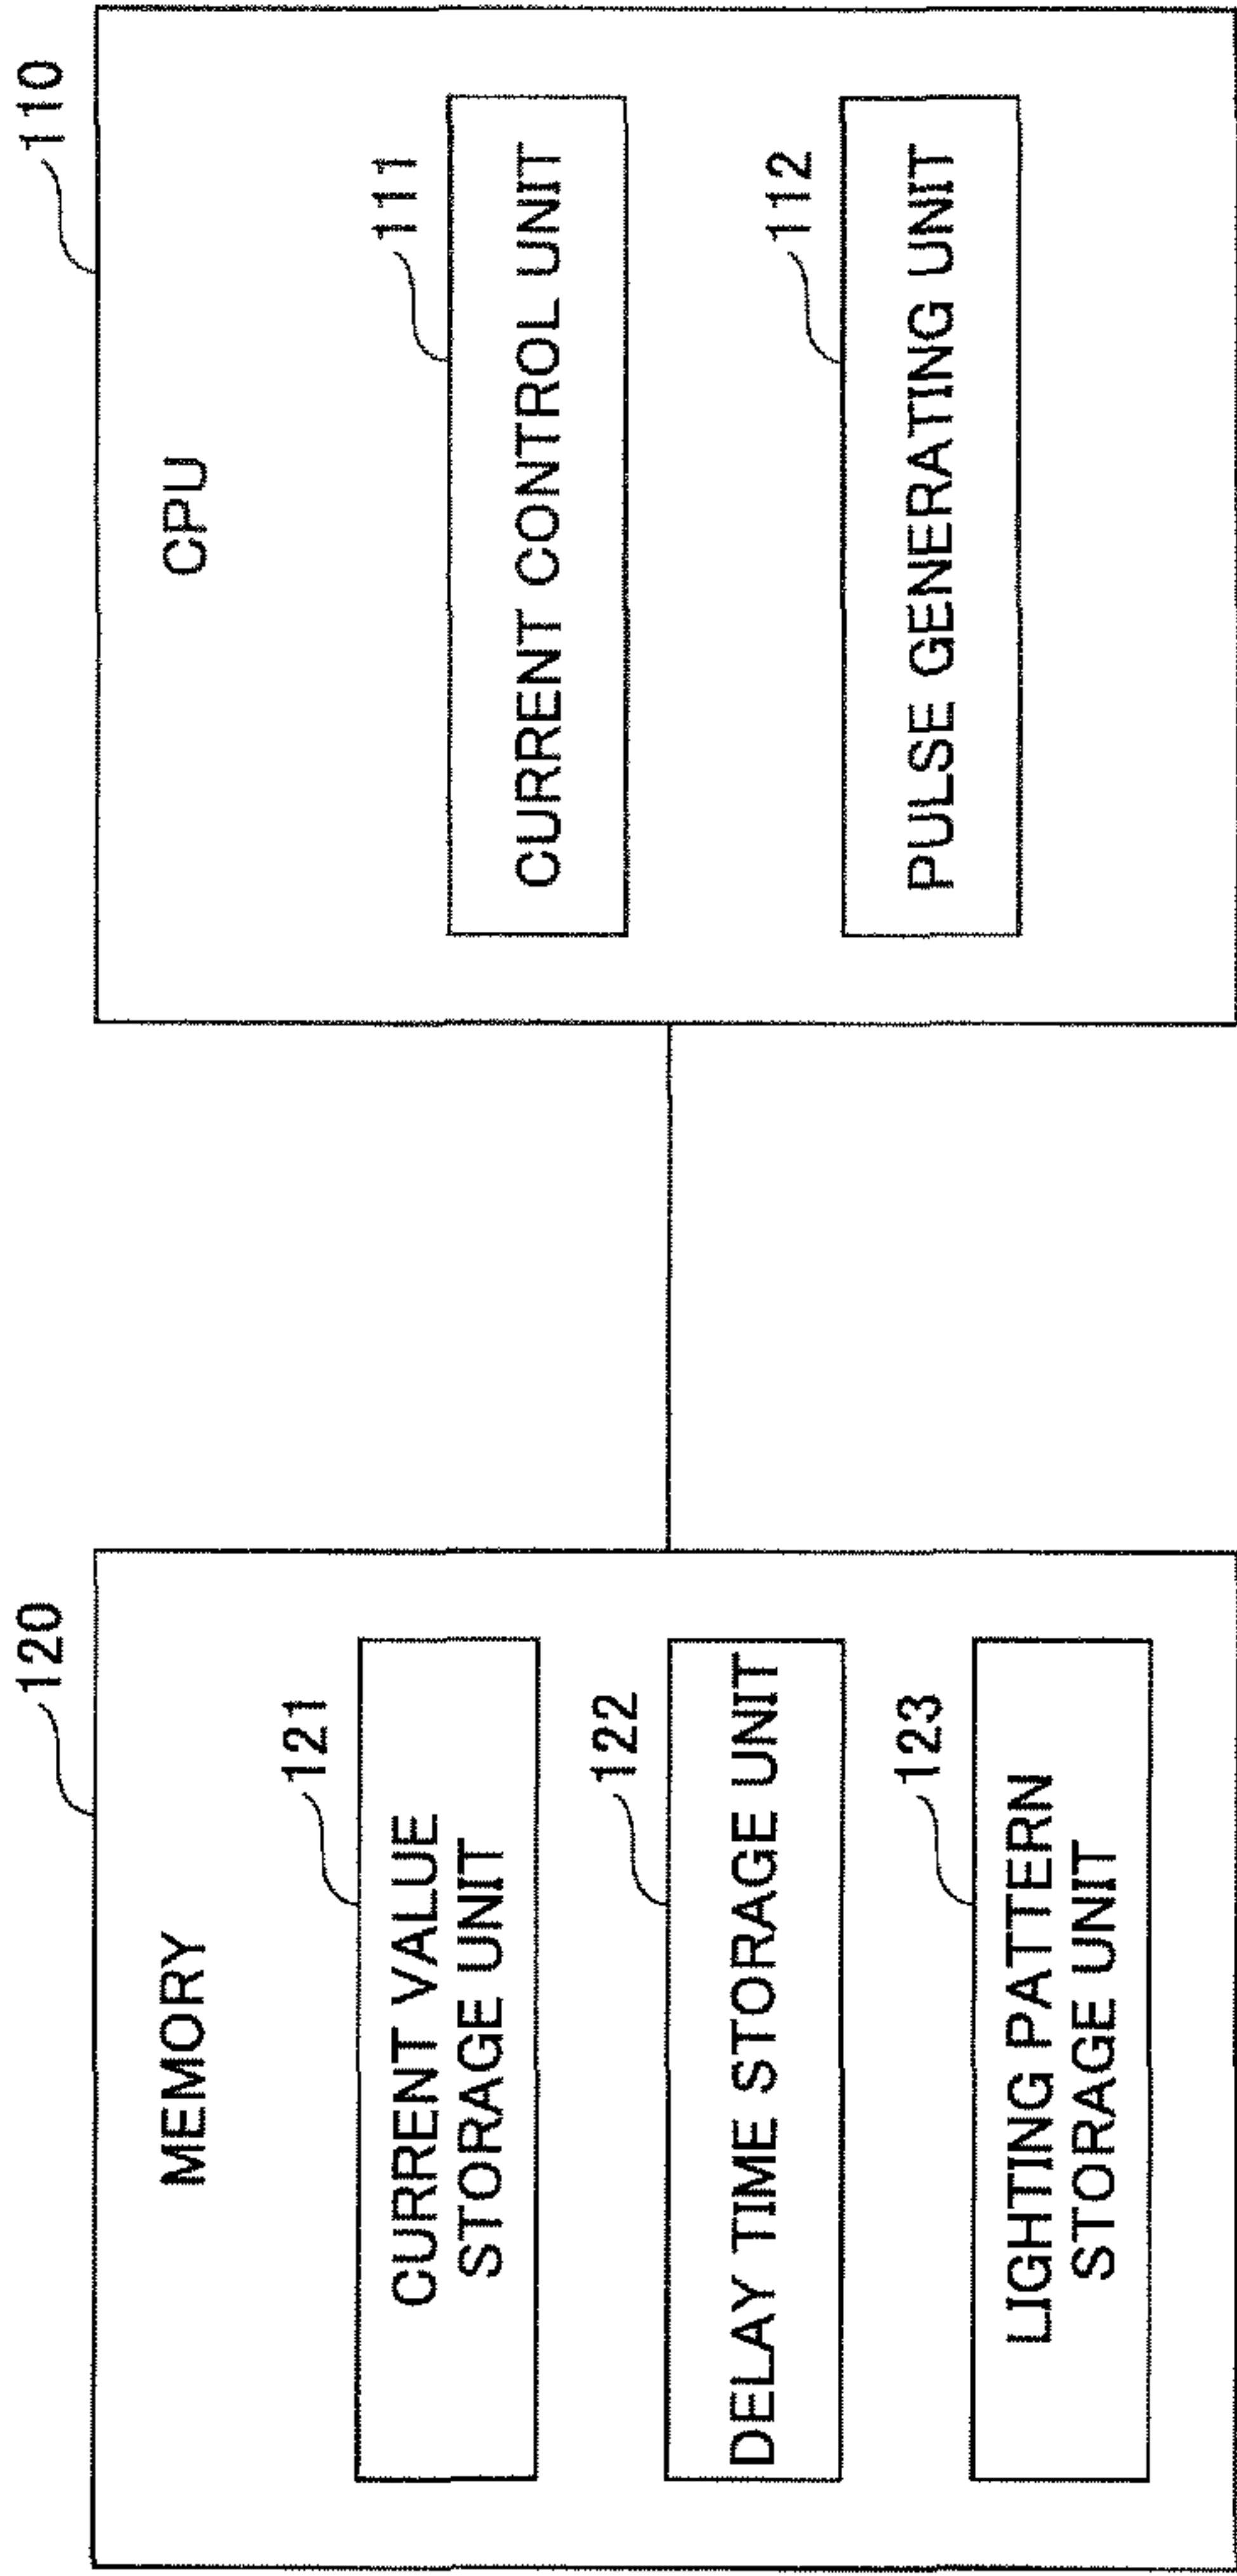 120
MEMORY
121
CURRENT VALUE
STORAGE UNIT
122
DELAY TIME STORAGE UNIT
123
LIGHTING PATTERN
STORAGE UNIT
110
CPU
111
CURRENT CONTROL UNIT
112
PULSE GENERATING UNIT